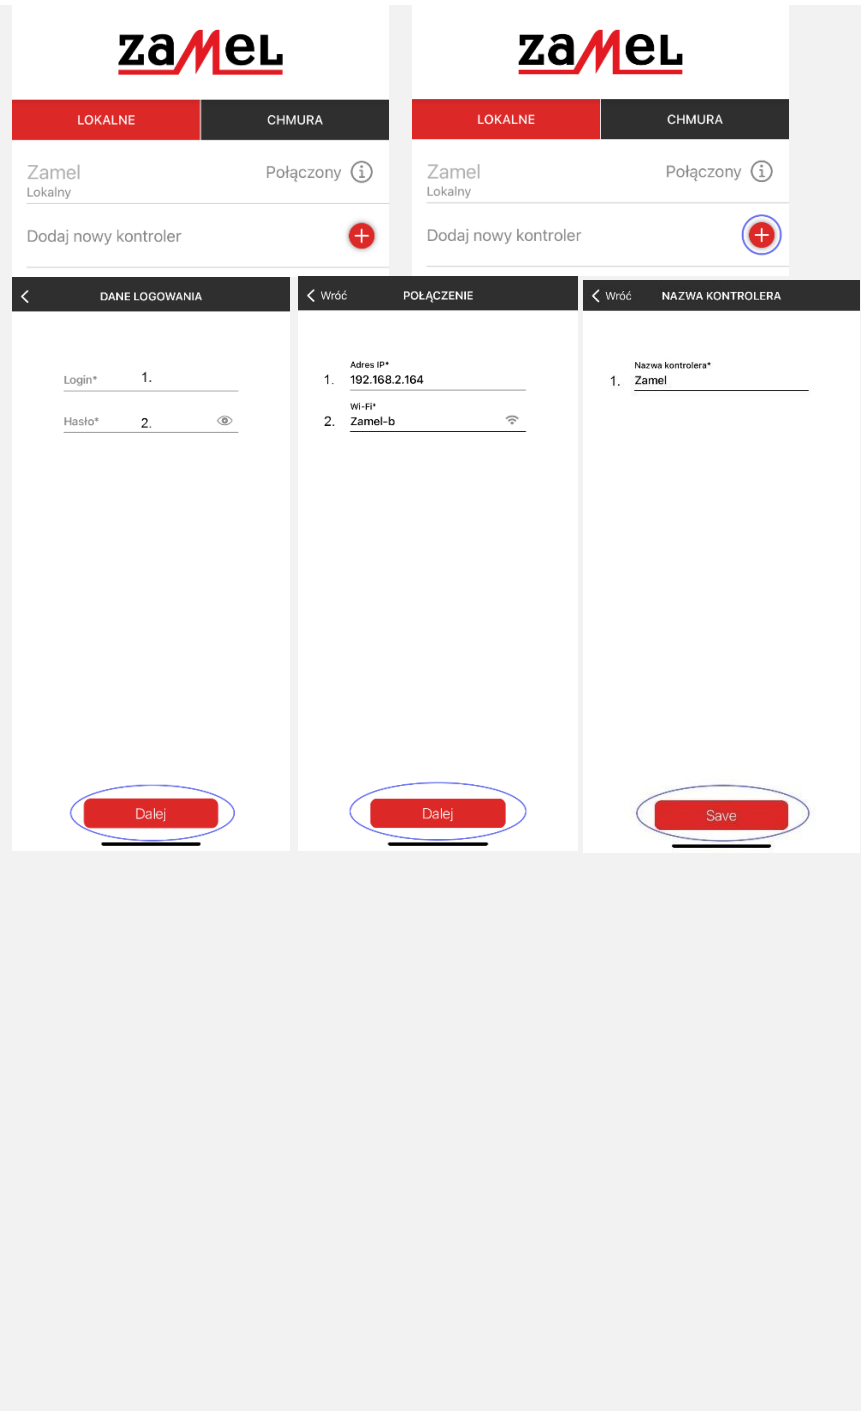 zaMeL
LOKALNE
CHMURA
Zamel
Połączony
Lokalny
Dodaj nowy kontroler
zaMeL
LOKALNE
CHMURA
Zamel
Połączony
Lokalny
Dodaj nowy kontroler
DANE LOGOWANIA
Login* 1.
Hasło* 2.
Dalej
Wróć
POŁĄCZENIE
Adres IP*
1. 192.168.2.164
Wi-Fi*
2. Zamel-b
Dalej
Wróć
NAZWA KONTROLERA
Nazwa kontrolera*
1. Zamel
Save